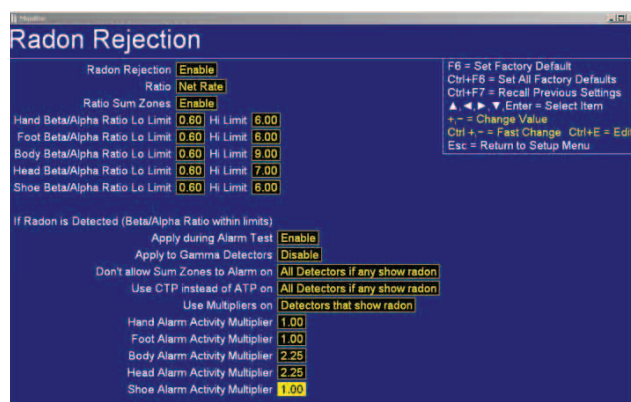 Radon Rejection
Radon Rejection Enable
Ratio Net Rate
Ratio Sum Zones Enable
Hand Beta/Alpha Ratio Lo Limit 0.60 Hi Limit 6.00
Foot Beta/Alpha Ratio Lo Limit 0.60 Hi Limit 6.00
Body Beta/Alpha Ratio Lo Limit 0.60 Hi Limit 9.00
Head Beta/Alpha Ratio Lo Limit 0.60 Hi Limit 7.00
Shoe Beta/Alpha Ratio Lo Limit 0.60 Hi Limit 6.00
F6 = Set Factory Default
Ctrl+F6 = Set All Factory Defaults
Ctrl+F7 = Recall Previous Settings
▲,◄,►,▼,Enter = Select Item
+,- = Change Value
Ctrl +,- = Fast Change Ctrl+E = Edit
Esc = Return to Setup Menu
If Radon is Detected (Beta/Alpha Ratio within limits)
Apply during Alarm Test Enable
Apply to Gamma Detectors Disable
Don't allow Sum Zones to Alarm on All Detectors if any show radon
Use CTP instead of ATP on All Detectors if any show radon
Use Multipliers on Detectors that show radon
Hand Alarm Activity Multiplier 1.00
Foot Alarm Activity Multiplier 1.00
Body Alarm Activity Multiplier 2.25
Head Alarm Activity Multiplier 2.25
Shoe Alarm Activity Multiplier 1.00